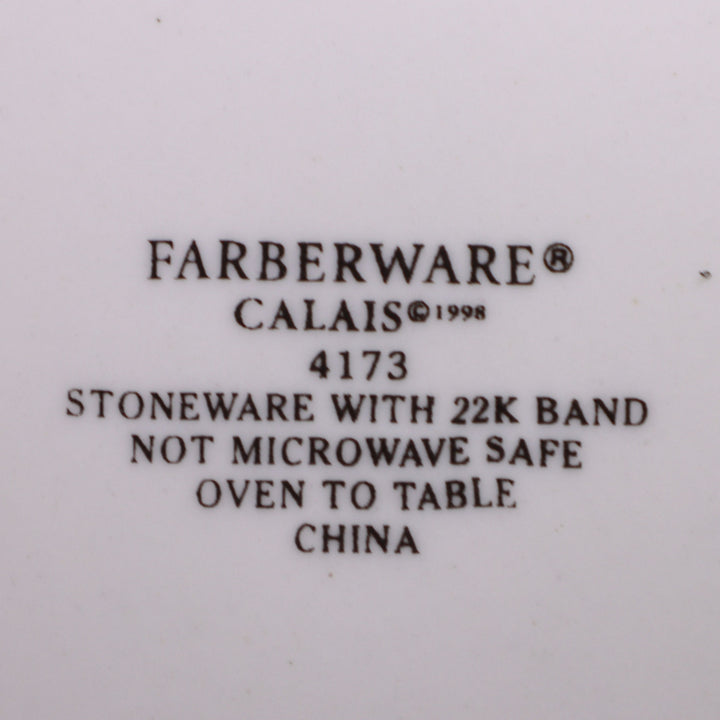 FARBERWARE®
CALAIS©1998
4173
STONEWARE WITH 22K BAND
NOT MICROWAVE SAFE
OVEN TO TABLE
CHINA